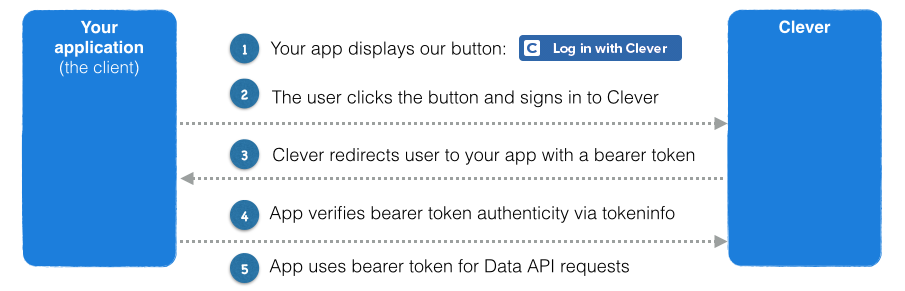 Your
application
(the client)
1 Your app displays our button: C Log in with Clever
2 The user clicks the button and signs in to Clever
3 Clever redirects user to your app with a bearer token
4 App verifies bearer token authenticity via tokeninfo
5 App uses bearer token for Data API requests
Clever